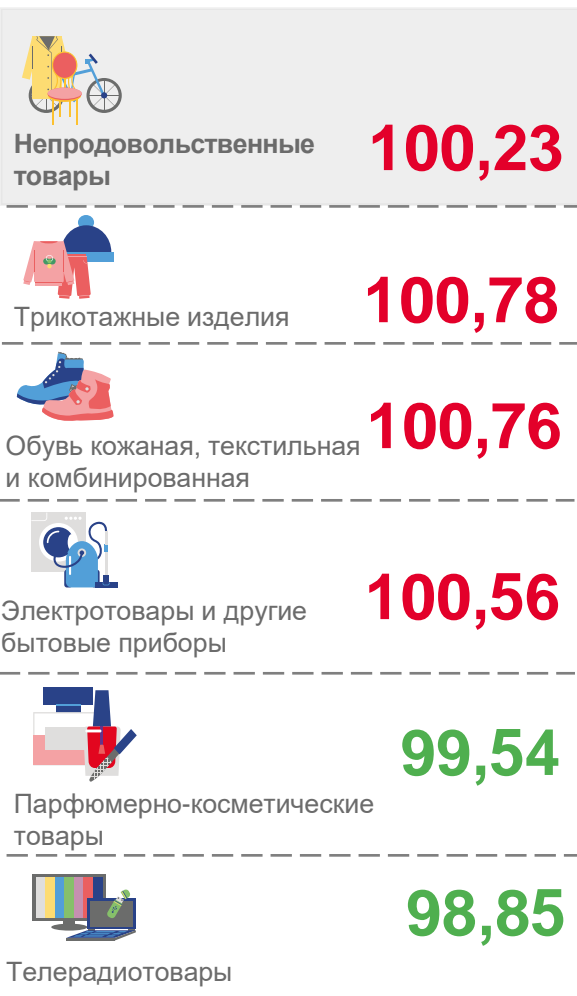 Непродовольственные
товары
100,23
Трикотажные изделия
100,78
Обувь кожаная, текстильная
и комбинированная
100,76
Электротовары и другие
бытовые приборы
100,56
Парфюмерно-косметические
товары
99,54
Телерадиотовары
98,85